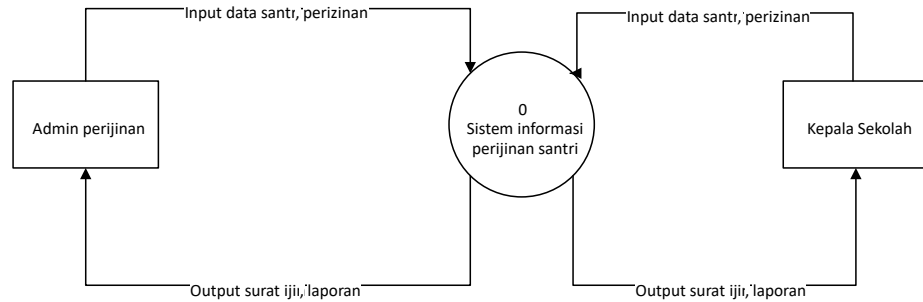 Input data santri, perizinan
Input data santri, perizinan
Admin perijinan
0
Sistem informasi
perijinan santri
Kepala Sekolah
Output surat ijin, laporan
Output surat ijin, laporan